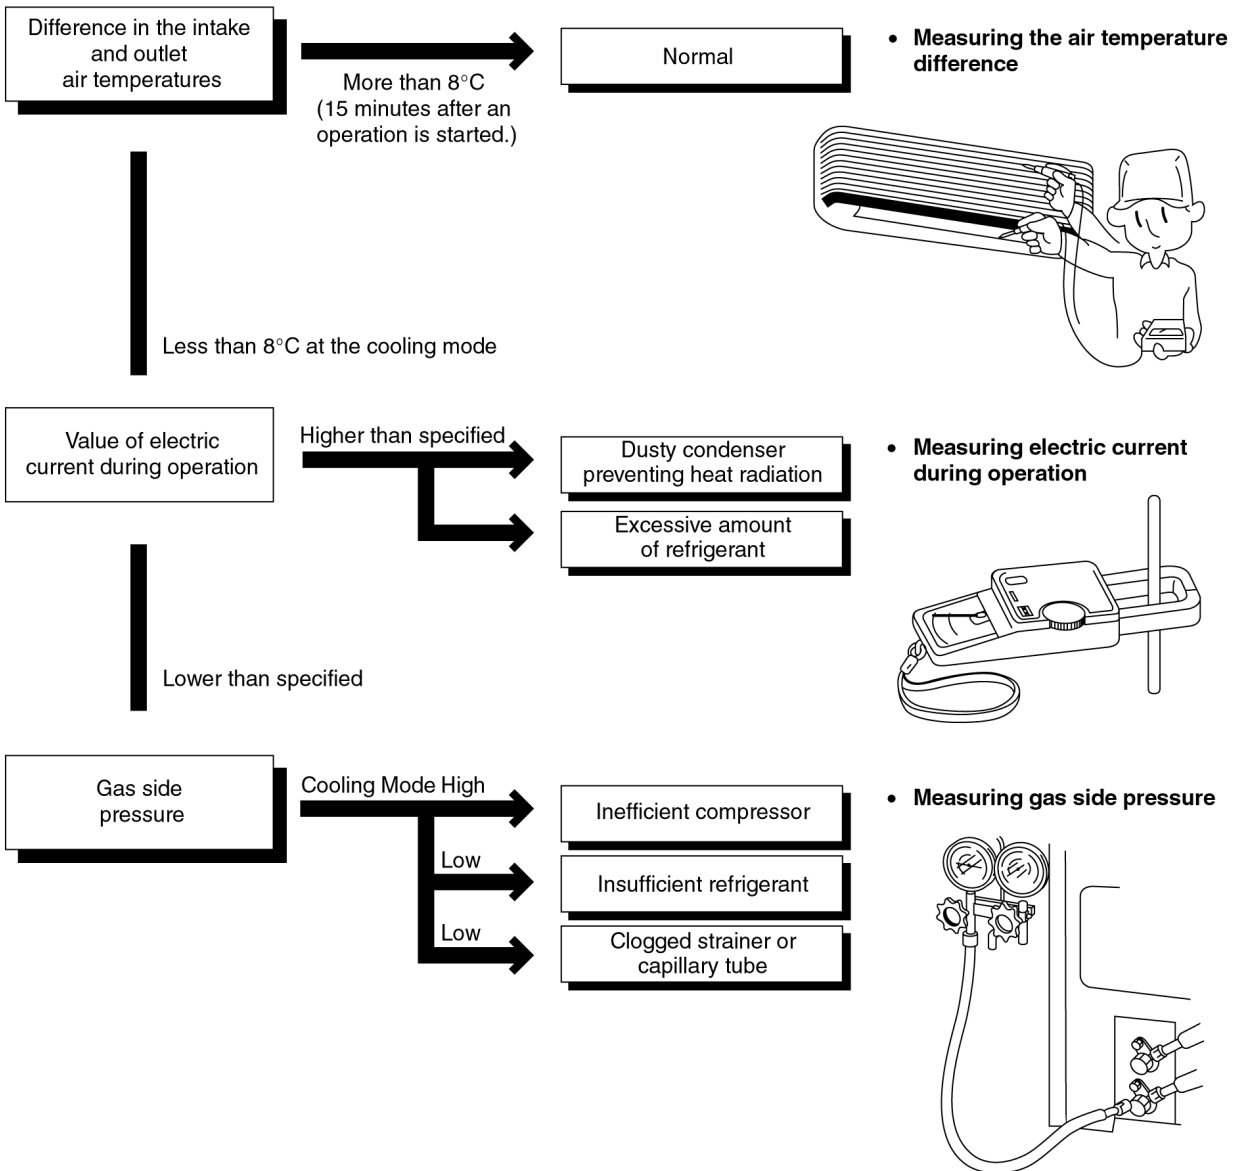 Difference in the intake
and outlet
air temperatures
More than 8°C
(15 minutes after an
operation is started.)
Normal
• Measuring the air temperature
difference
Less than 8°C at the cooling mode
Value of electric
current during operation
Higher than specified
Dusty condenser
preventing heat radiation
Excessive amount
of refrigerant
• Measuring electric current
during operation
Lower than specified
Gas side
pressure
Cooling Mode High
Inefficient compressor
Low
Insufficient refrigerant
Low
Clogged strainer or
capillary tube
• Measuring gas side pressure